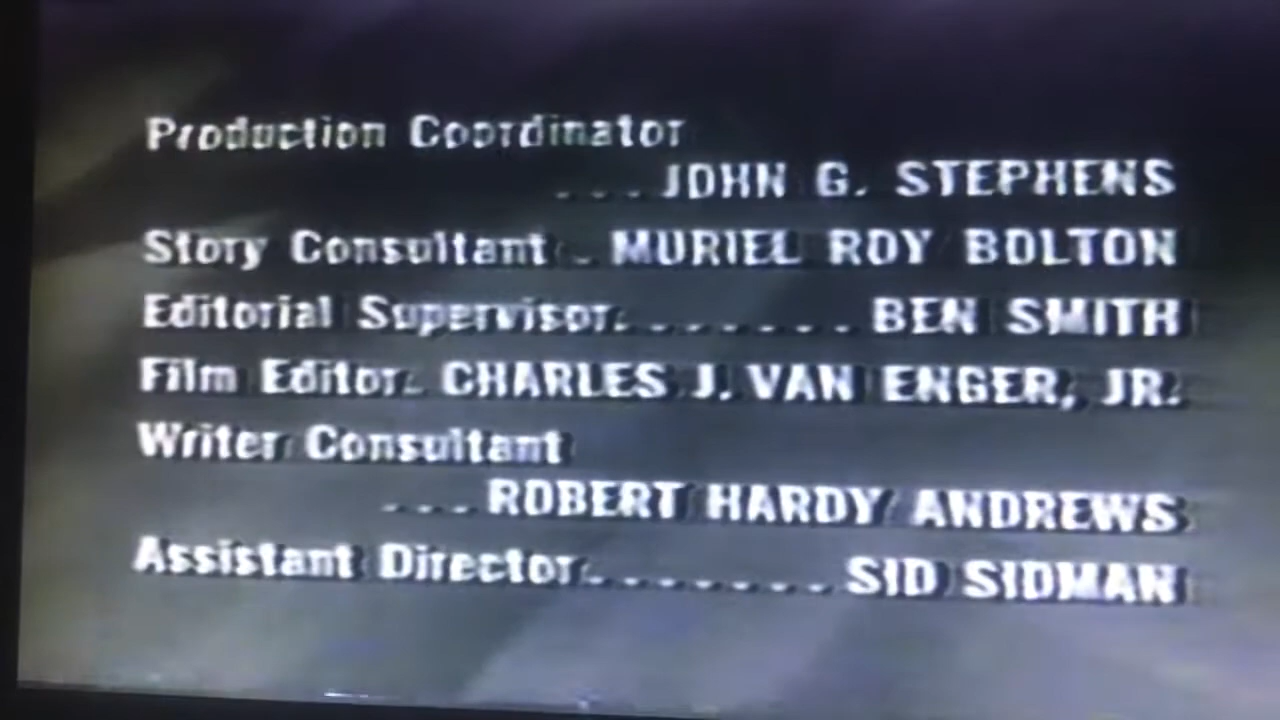 Production Coordinator
....JOHN G. STEPHENS
Story Consultant .. MURIEL ROY BOLTON
Editorial Supervisor........ BEN SMITH
Film Editor.. CHARLES J. VAN ENGER, JR.
Writer Consultant
....ROBERT HARDY ANDREWS
Assistant Director........ SID SIDMAN